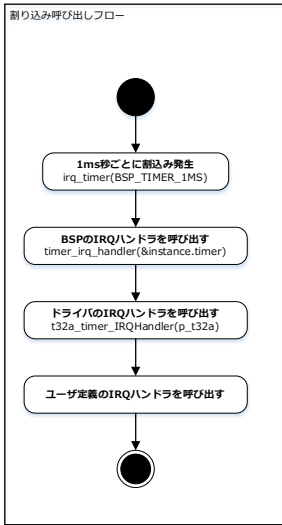 割り込み呼び出しフロー
1ms秒ごとに割込み発生
irq_timer(BSP_TIMER_1MS)
BSPのIRQハンドラを呼び出す
timer_irq_handler(&instance.timer)
ドライバのIRQハンドラを呼び出す
t32a_timer_IRQHandler(p_t32a)
ユーザ定義のIRQハンドラを呼び出す